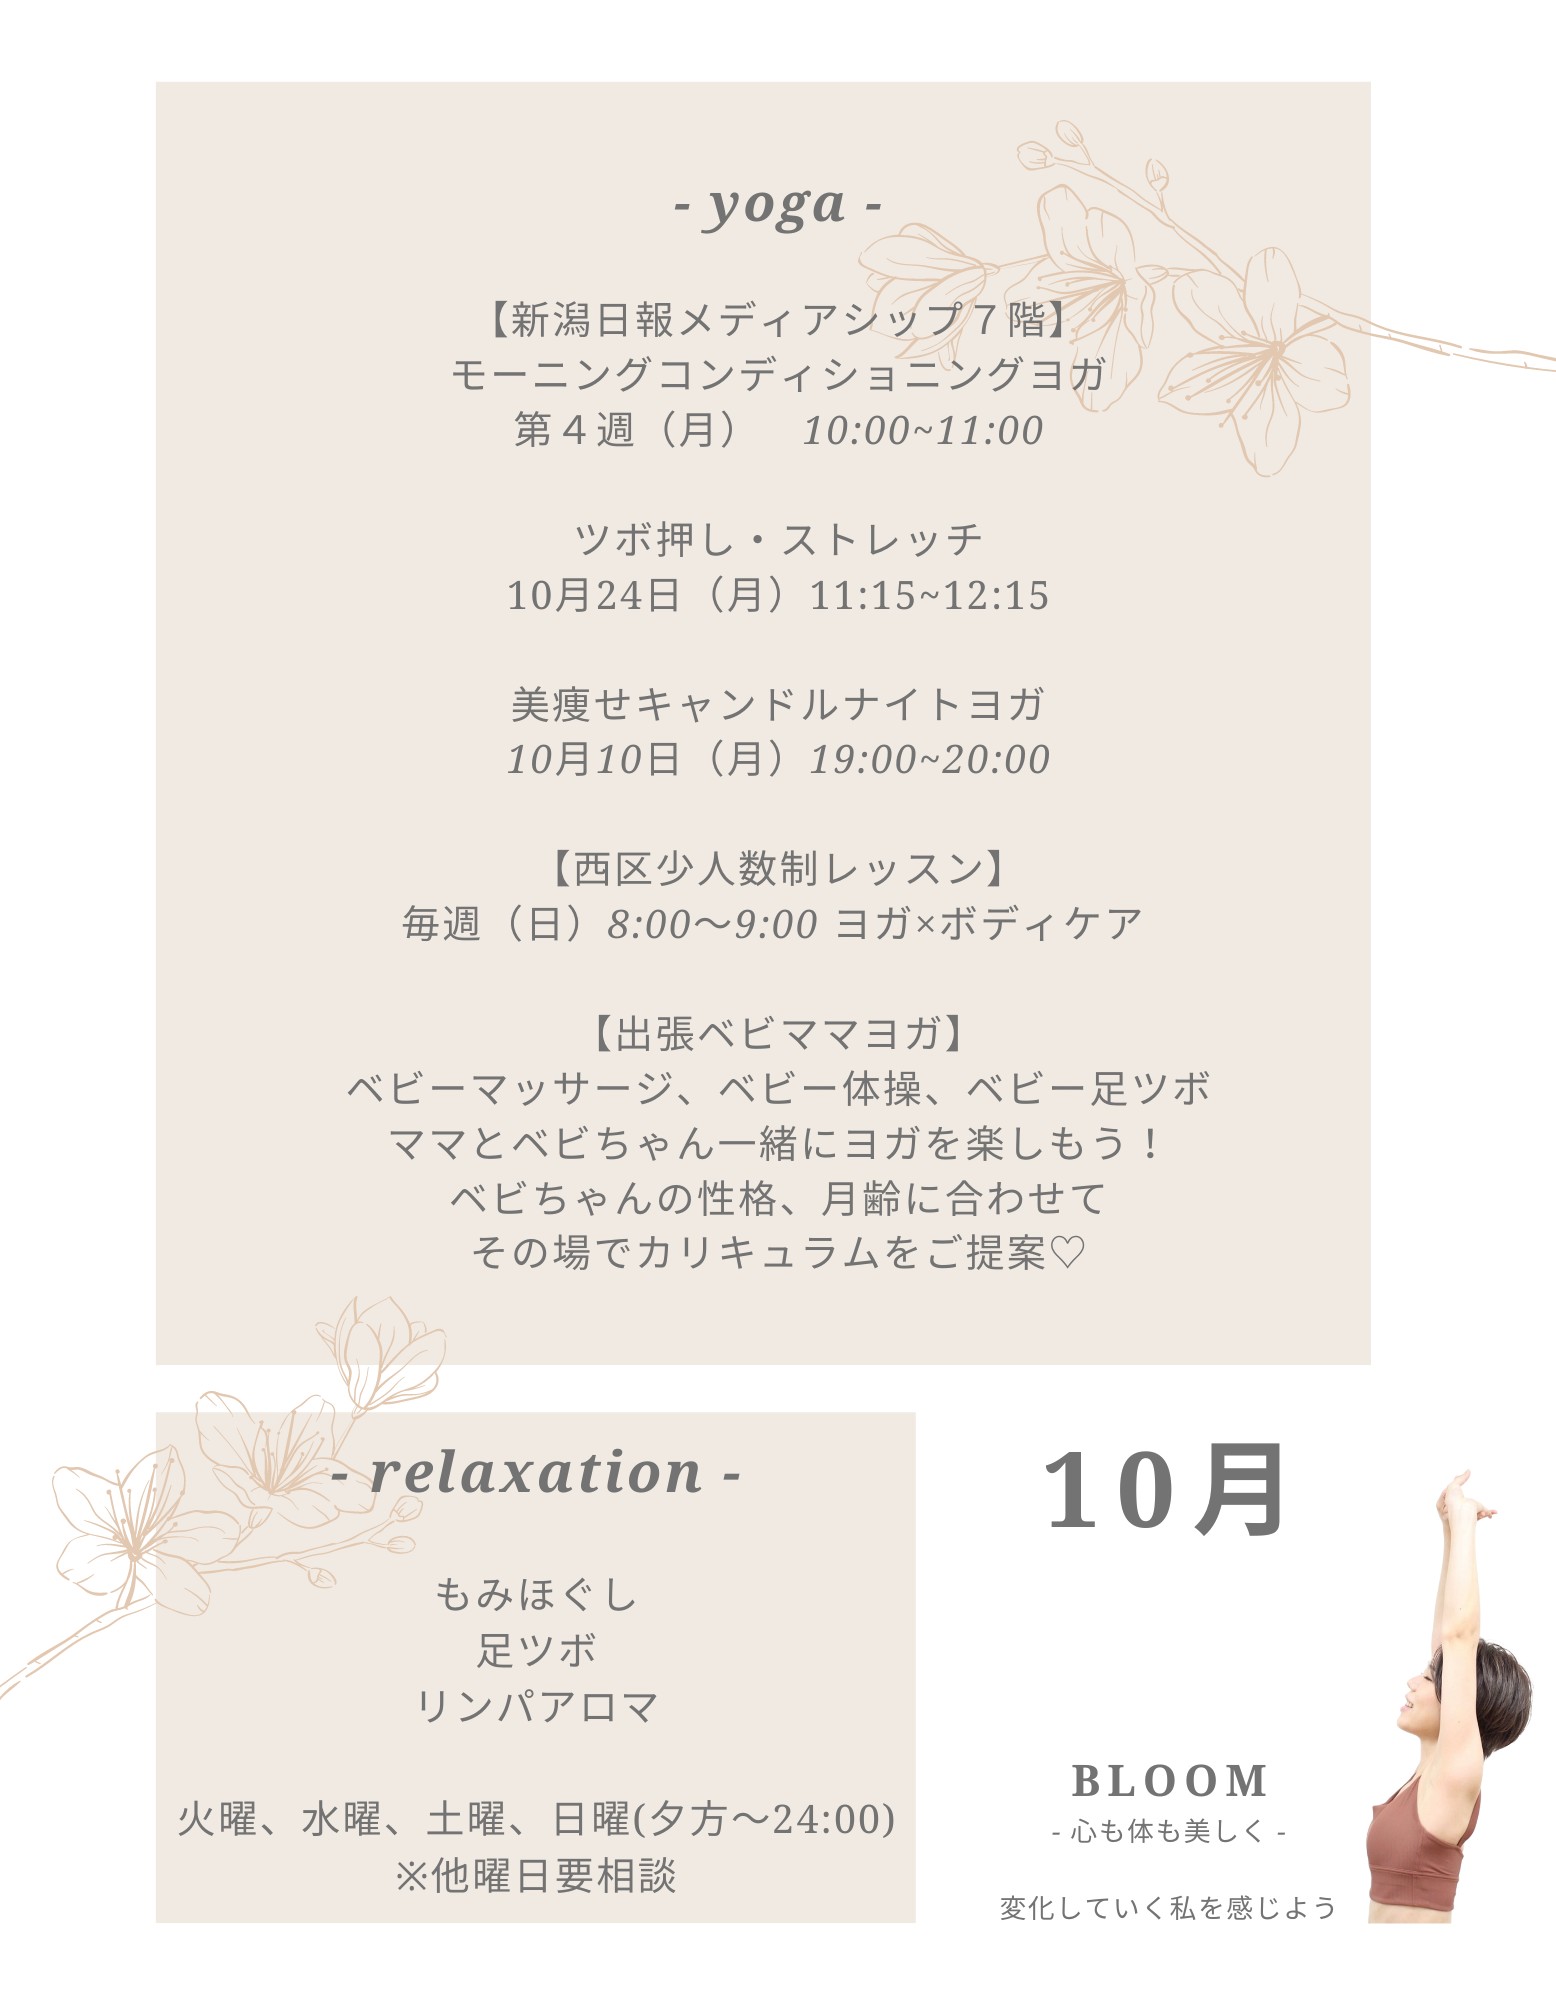 - yoga -
【新潟日報メディアシップ７階】
モーニングコンディショニングヨガ
第４週（月）　10:00~11:00
ツボ押し・ストレッチ
10月24日（月）11:15~12:15
美痩せキャンドルナイトヨガ
10月10日（月）19:00~20:00
【西区少人数制レッスン】
毎週（日）8:00〜9:00 ヨガ×ボディケア
【出張ベビママヨガ】
ベビーマッサージ、ベビー体操、ベビー足ツボ
ママとベビちゃん一緒にヨガを楽しもう！
ベビちゃんの性格、月齢に合わせて
その場でカリキュラムをご提案♡
- relaxation -
もみほぐし
足ツボ
リンパアロマ
火曜、水曜、土曜、日曜(夕方〜24:00)
※他曜日要相談
10月
BLOOM
- 心も体も美しく -
変化していく私を感じよう